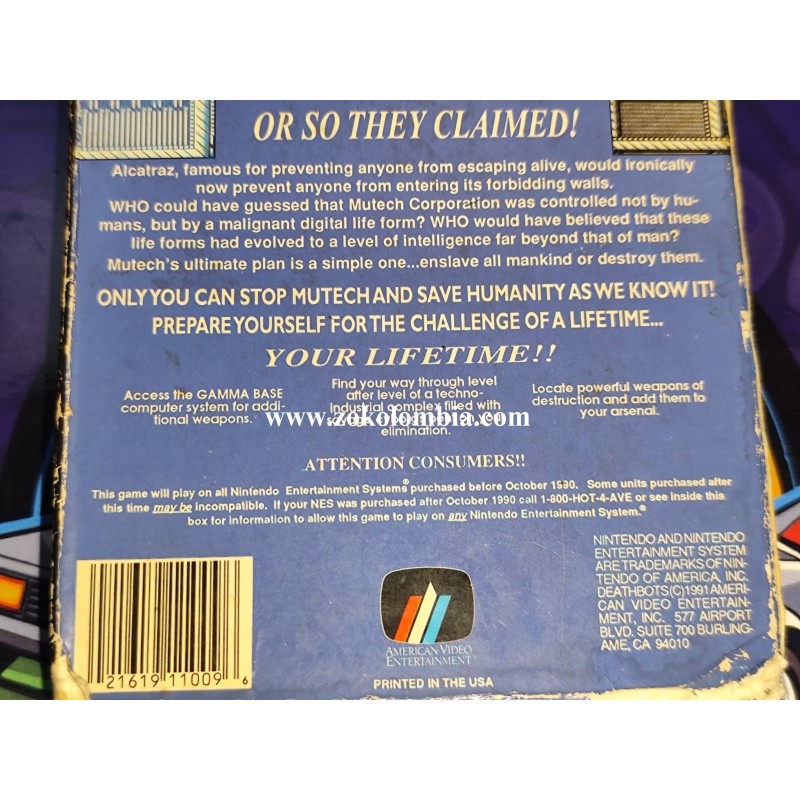 OR SO THEY CLAIMED!
Alcatraz, famous for preventing anyone from escaping alive, would ironically
now prevent anyone from entering its forbidding walls.
WHO could have guessed that Mutech Corporation was controlled not by hu-
mans, but by a malignant digital life form? WHO would have believed that these
life forms had evolved to a level of intelligence far beyond that of man?
Mutech's ultimate plan is a simple one...enslave all mankind or destroy them.
ONLY YOU CAN STOP MUTECH AND SAVE HUMANITY AS WE KNOW IT!
PREPARE YOURSELF FOR THE CHALLENGE OF A LIFETIME...
YOUR LIFETIME!!
Access the GAMMA BASE
computer system for addi-
tional weapons.
Find your way through level
after level of a techno-
industrial complex filled with
elimination.
Locate powerful weapons of
destruction and add them to
your arsenal.
www.zokolombia.com
ATTENTION CONSUMERS!!
This game will play on all Nintendo Entertainment Systems® purchased before October 1990. Some units purchased after
this time may be incompatible. If your NES was purchased after October 1990 call 1-800-HOT-4-AVE or see inside this
box for information to allow this game to play on any Nintendo Entertainment System.®
21619 11009 6
AMERICAN VIDEO
ENTERTAINMENT™
PRINTED IN THE USA
NINTENDO AND NINTENDO
ENTERTAINMENT SYSTEM
ARE TRADEMARKS OF NIN-
TENDO OF AMERICA, INC.
DEATHBOTS(C)1991 AMERI-
CAN VIDEO ENTERTAIN-
MENT, INC. 577 AIRPORT
BLVD. SUITE 700 BURLING-
AME, CA 94010